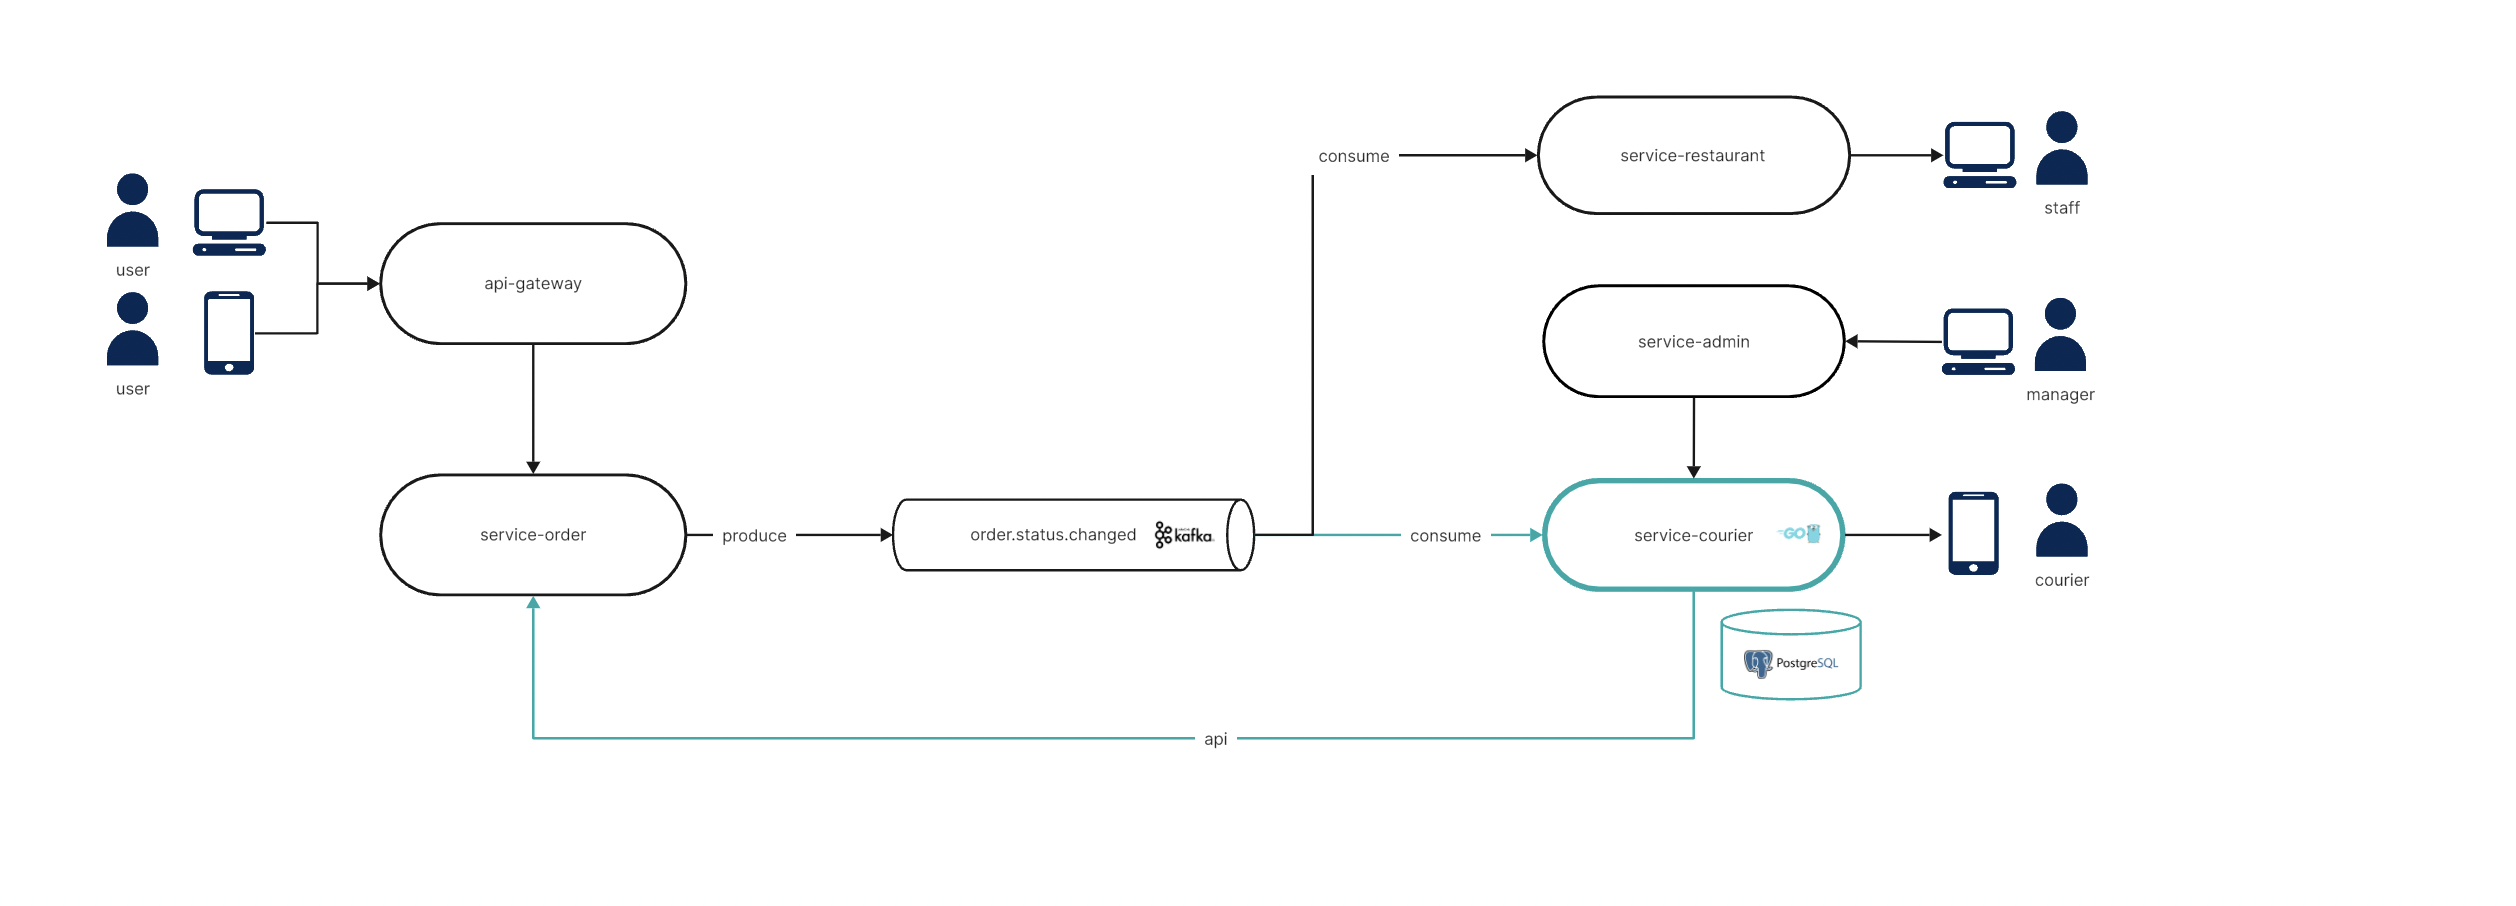 user
user
api-gateway
service-order
produce
order.status.changed
kafka
consume
consume
service-restaurant
staff
service-admin
manager
service-courier
GO
courier
PostgreSQL
api